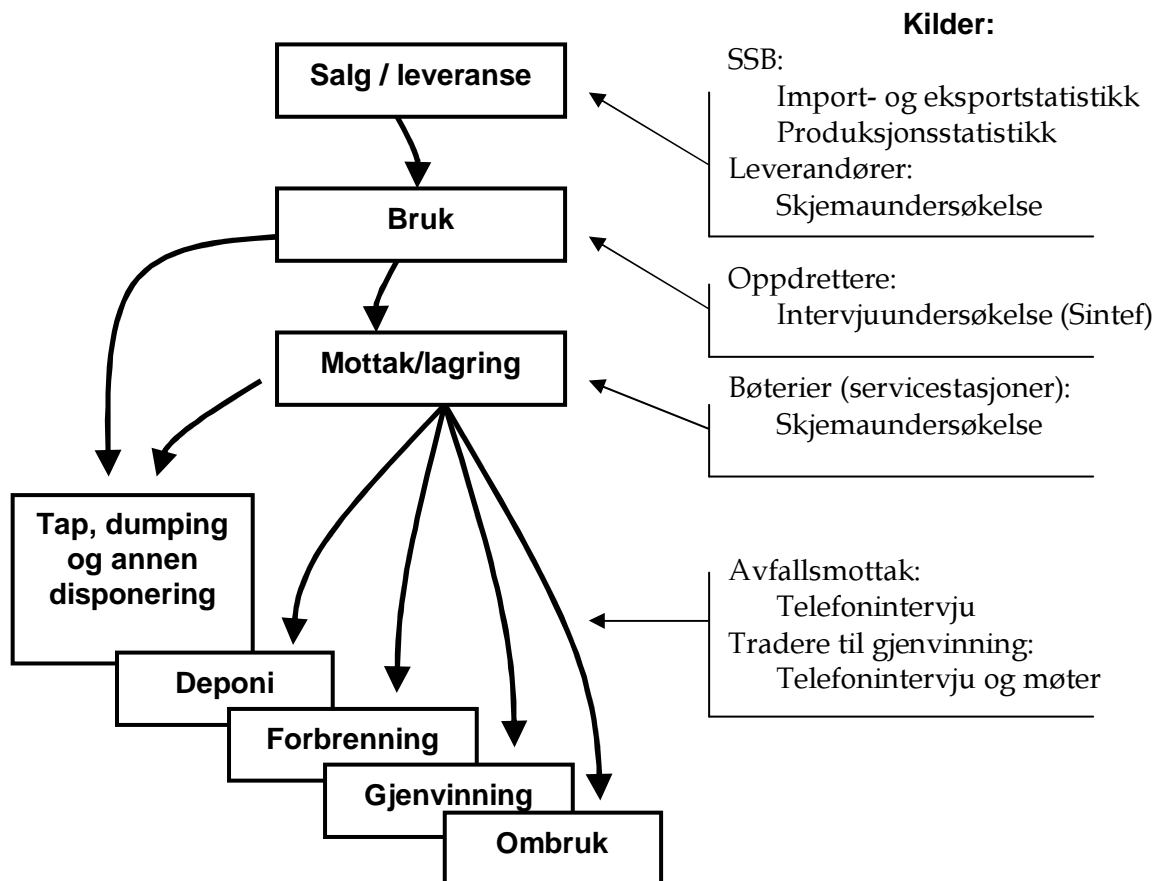 Kilder:
Salg / leveranse
SSB:
Import- og eksportstatistikk
Produksjonsstatistikk
Leverandører:
Skjemaundersøkelse
Bruk
Oppdrettere:
Intervjuundersøkelse (Sintef)
Mottak/lagring
Bøterier (servicestasjoner):
Skjemaundersøkelse
Tap, dumping
og annen
disponering
Avfallsmottak:
Telefonintervju
Tradere til gjenvinning:
Telefonintervju og møter
Deponi
Forbrenning
Gjenvinning
Ombruk